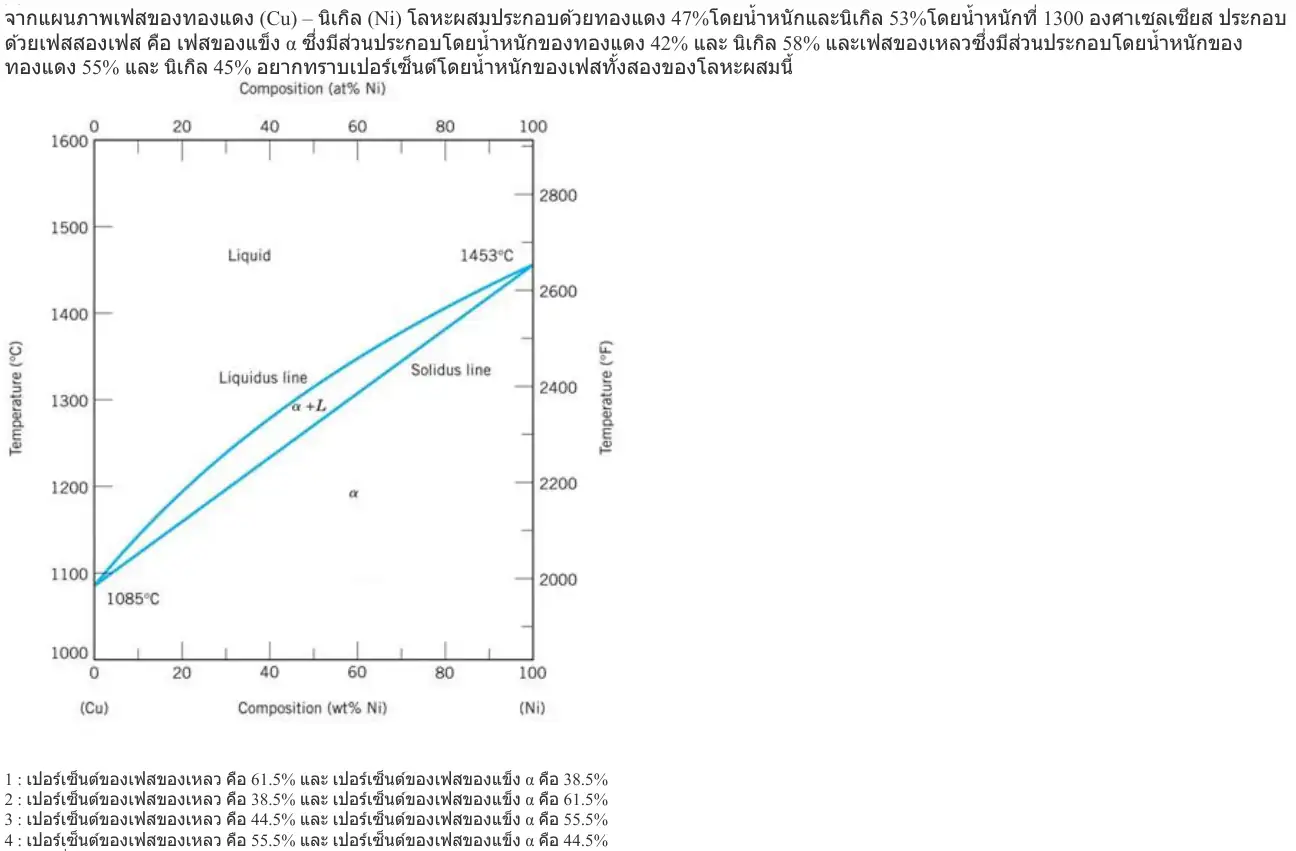 จากแผนภาพเฟสของทองแดง (Cu) – นิเกิล (Ni) โลหะผสมประกอบด้วยทองแดง 47%โดยน้ำหนักและนิเกิล 53%โดยน้ำหนักที่ 1300 องศาเซลเซียส ประกอบ
ด้วยเฟสสองเฟส คือ เฟสของแข็ง α ซึ่งมีส่วนประกอบโดยน้ำหนักของทองแดง 42% และ นิเกิล 58% และเฟสของเหลวซึ่งมีส่วนประกอบโดยน้ำหนักของ
ทองแดง 55% และ นิเกิล 45% อยากทราบเปอร์เซ็นต์โดยน้ำหนักของเฟสทั้งสองของโลหะผสมนี้
Composition (at% Ni)
0 20 40 60 80 100
1600
2800
1500
Liquid
1453°C
2600
1400
Temperature (°C)
Temperature (°F)
Liquidus line
Solidus line
2400
1300
α +L
1200
α
2200
1100
2000
1085°C
1000
0 20 40 60 80 100
(Cu) Composition (wt% Ni) (Ni)
1 : เปอร์เซ็นต์ของเฟสของเหลว คือ 61.5% และ เปอร์เซ็นต์ของเฟสของแข็ง α คือ 38.5%
2 : เปอร์เซ็นต์ของเฟสของเหลว คือ 38.5% และ เปอร์เซ็นต์ของเฟสของแข็ง α คือ 61.5%
3 : เปอร์เซ็นต์ของเฟสของเหลว คือ 44.5% และ เปอร์เซ็นต์ของเฟสของแข็ง α คือ 55.5%
4 : เปอร์เซ็นต์ของเฟสของเหลว คือ 55.5% และ เปอร์เซ็นต์ของเฟสของแข็ง α คือ 44.5%